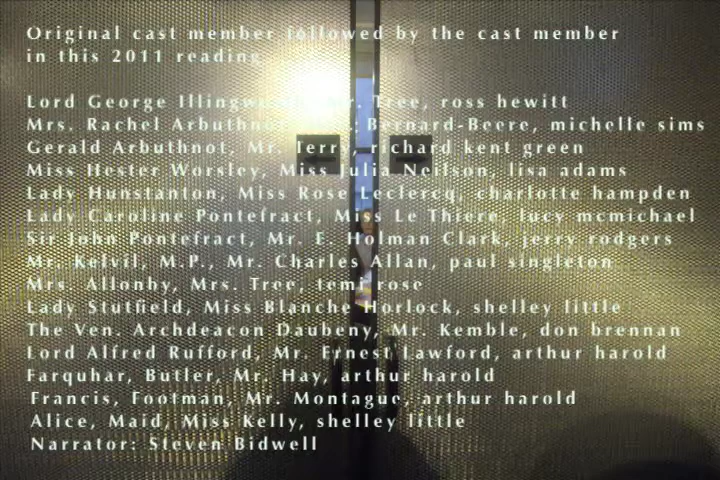 Original cast member followed by the cast member
in this 2011 reading
Lord George Illingworth, Mr. Tree, ross hewitt
Mrs. Rachel Arbuthnot, Bernard-Beere, michelle sims
Gerald Arbuthnot, Mr. Terry, richard kent green
Miss Hester Worsley, Miss Julia Neilson, lisa adams
Lady Hunstanton, Miss Rose Leclercq, charlotte hampden
Lady Caroline Pontefract, Miss Le Thiere, lucy mcmichael
Sir John Pontefract, Mr. E. Holman Clark, jerry rodgers
Mr. Kelvil, M.P., Mr. Charles Allan, paul singleton
Mrs. Allonby, Mrs. Tree, temi rose
Lady Stutfield, Miss Blanche Horlock, shelley little
The Ven. Archdeacon Daubeny, Mr. Kemble, don brennan
Lord Alfred Rufford, Mr. Ernest Lawford, arthur harold
Farquhar, Butler, Mr. Hay, arthur harold
Francis, Footman, Mr. Montague, arthur harold
Alice, Maid, Miss Kelly, shelley little
Narrator: Steven Bidwell